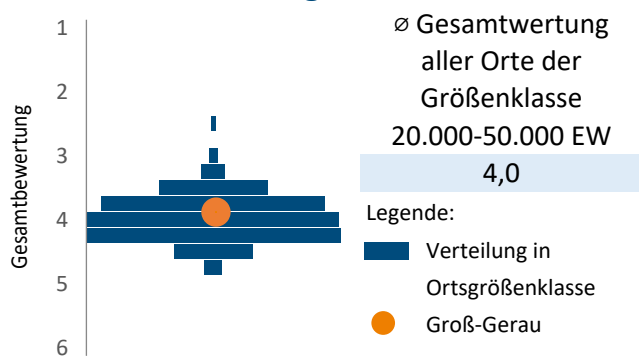 1
2
3
4
5
6
Gesamtbewertung
⌀ Gesamtwertung
aller Orte der
Größenklasse
20.000-50.000 EW
4,0
Legende:
Verteilung in
Ortsgrößenklasse
Groß-Gerau